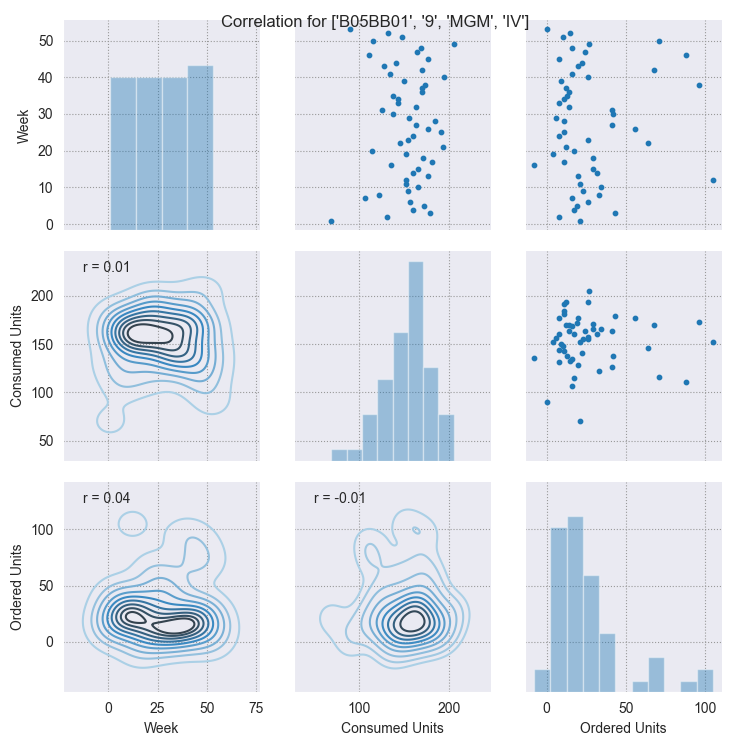 Correlation for ['B05BB01', '9', 'MGM', 'IV']
50
40
30
20
10
0
Week
r = 0.01
200
150
100
50
Consumed Units
r = 0.04
r = -0.01
100
50
0
Ordered Units
0 25 50 75
100 200
0 50 100
Week
Consumed Units
Ordered Units